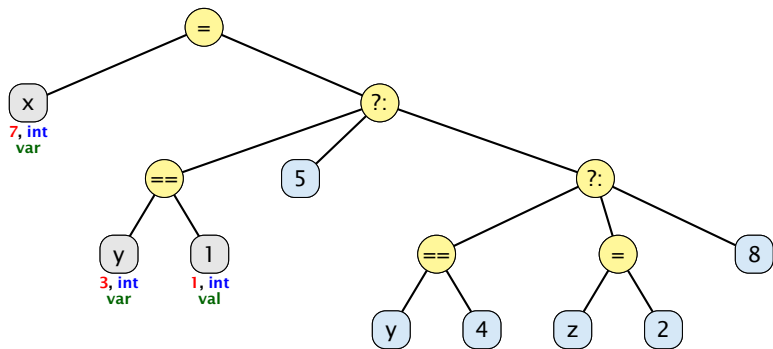 =
x
7, int
var
?:
==
5
?:
y
3, int
var
1
1, int
val
==
=
8
y
4
z
2